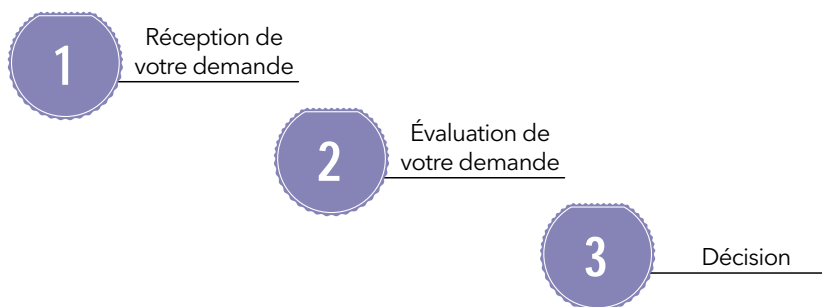 1
Réception de
votre demande
2
Évaluation de
votre demande
3
Décision